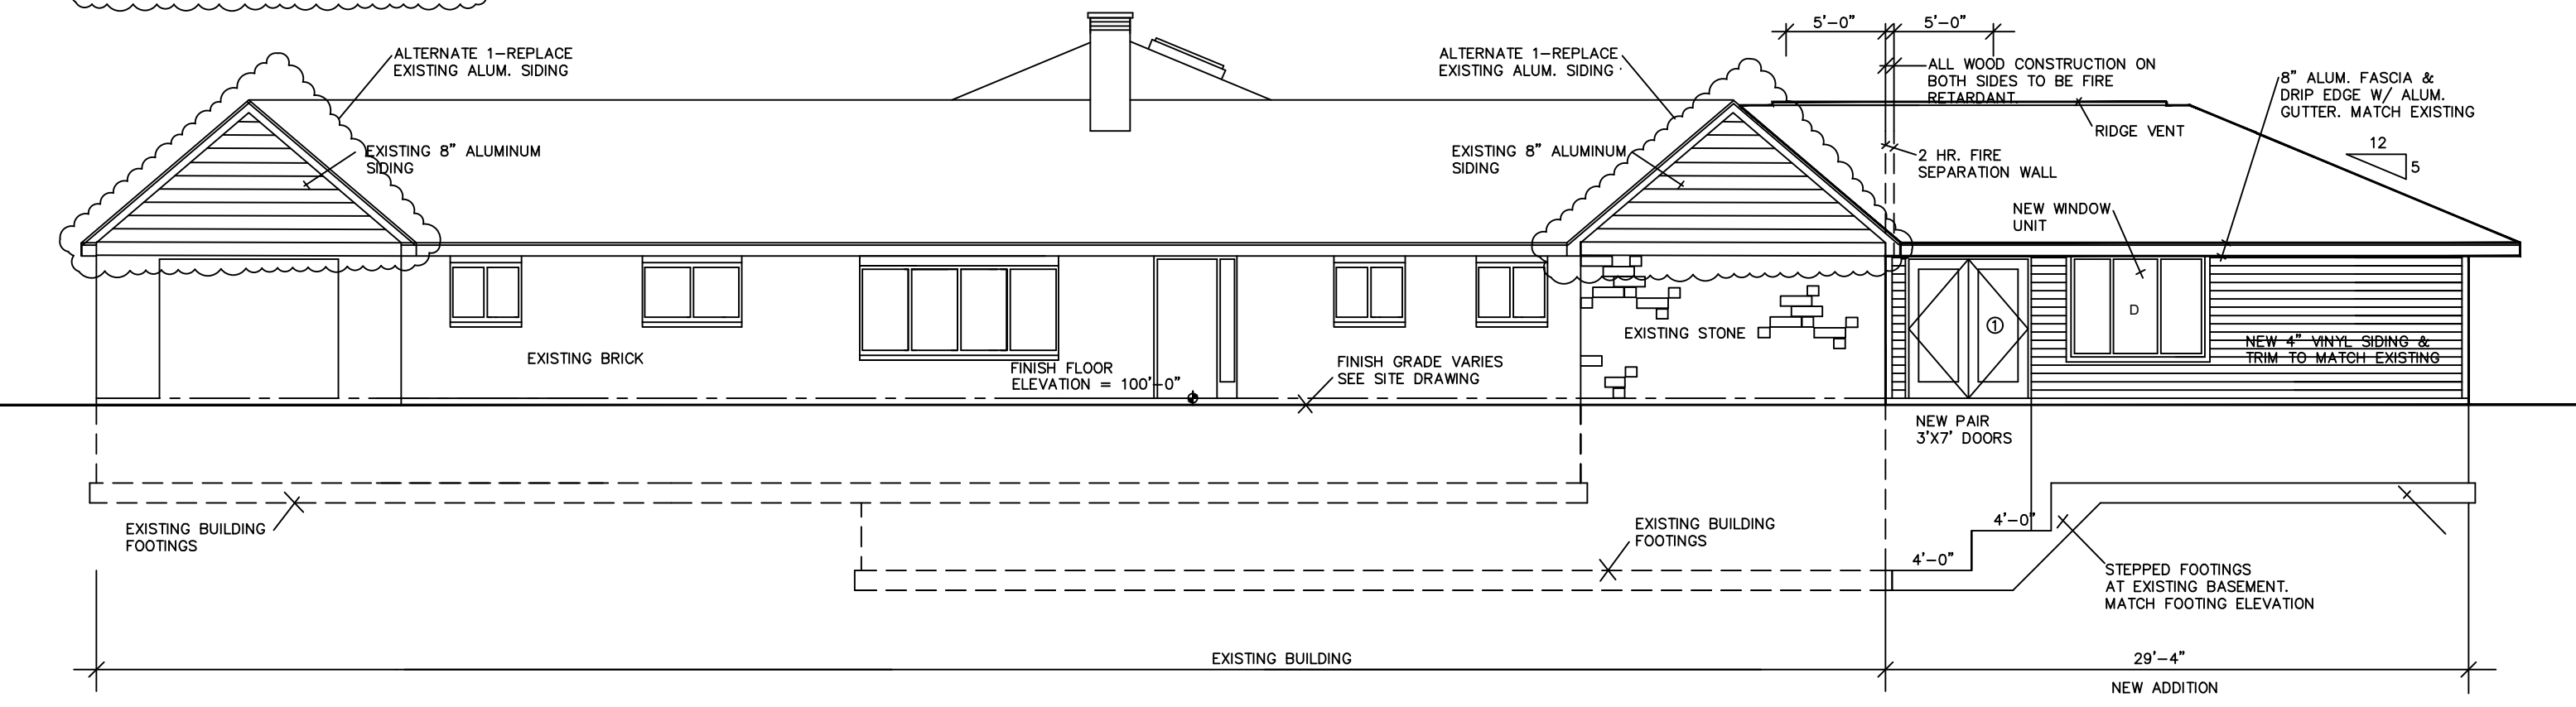 5'-0"
5'-0"
ALTERNATE 1-REPLACE
EXISTING ALUM. SIDING
ALTERNATE 1-REPLACE
EXISTING ALUM. SIDING
ALL WOOD CONSTRUCTION ON
BOTH SIDES TO BE FIRE
RETARDANT.
8" ALUM. FASCIA &
DRIP EDGE W/ ALUM.
GUTTER. MATCH EXISTING
RIDGE VENT
12
5
EXISTING 8" ALUMINUM
SIDING
EXISTING 8" ALUMINUM
SIDING
2 HR. FIRE
SEPARATION WALL
NEW WINDOW
UNIT
D
1
EXISTING STONE
NEW 4" VINYL SIDING &
TRIM TO MATCH EXISTING
EXISTING BRICK
FINISH FLOOR
ELEVATION = 100'-0"
FINISH GRADE VARIES
SEE SITE DRAWING
NEW PAIR
3'X7' DOORS
EXISTING BUILDING
FOOTINGS
EXISTING BUILDING
FOOTINGS
4'-0"
4'-0"
STEPPED FOOTINGS
AT EXISTING BASEMENT.
MATCH FOOTING ELEVATION
EXISTING BUILDING
29'-4"
NEW ADDITION